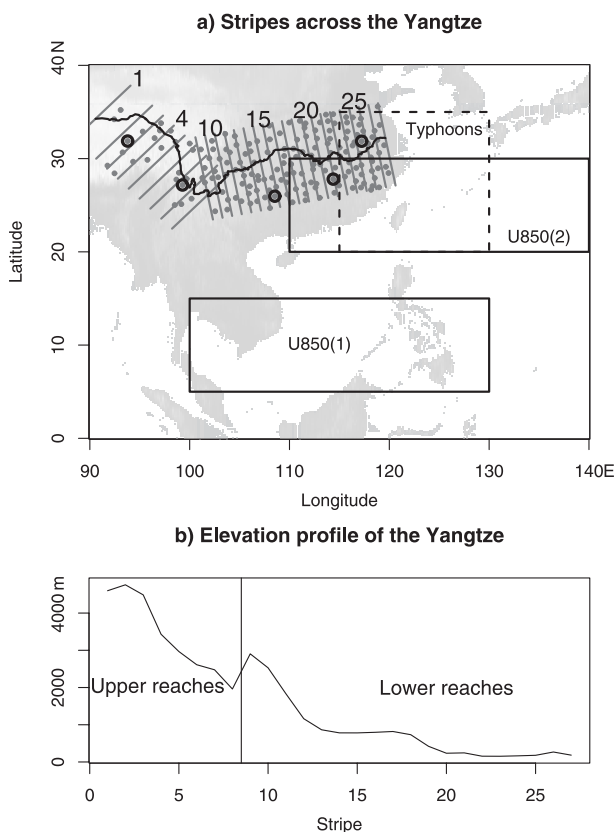 a) Stripes across the Yangtze
40 N
30
20
10
0
Latitude
1
4
10
15
20
25
Typhoons
U850(2)
U850(1)
90
100
110
120
130
140E
Longitude
b) Elevation profile of the Yangtze
4000 m
2000
0
Upper reaches
Lower reaches
0
5
10
15
20
25
Stripe